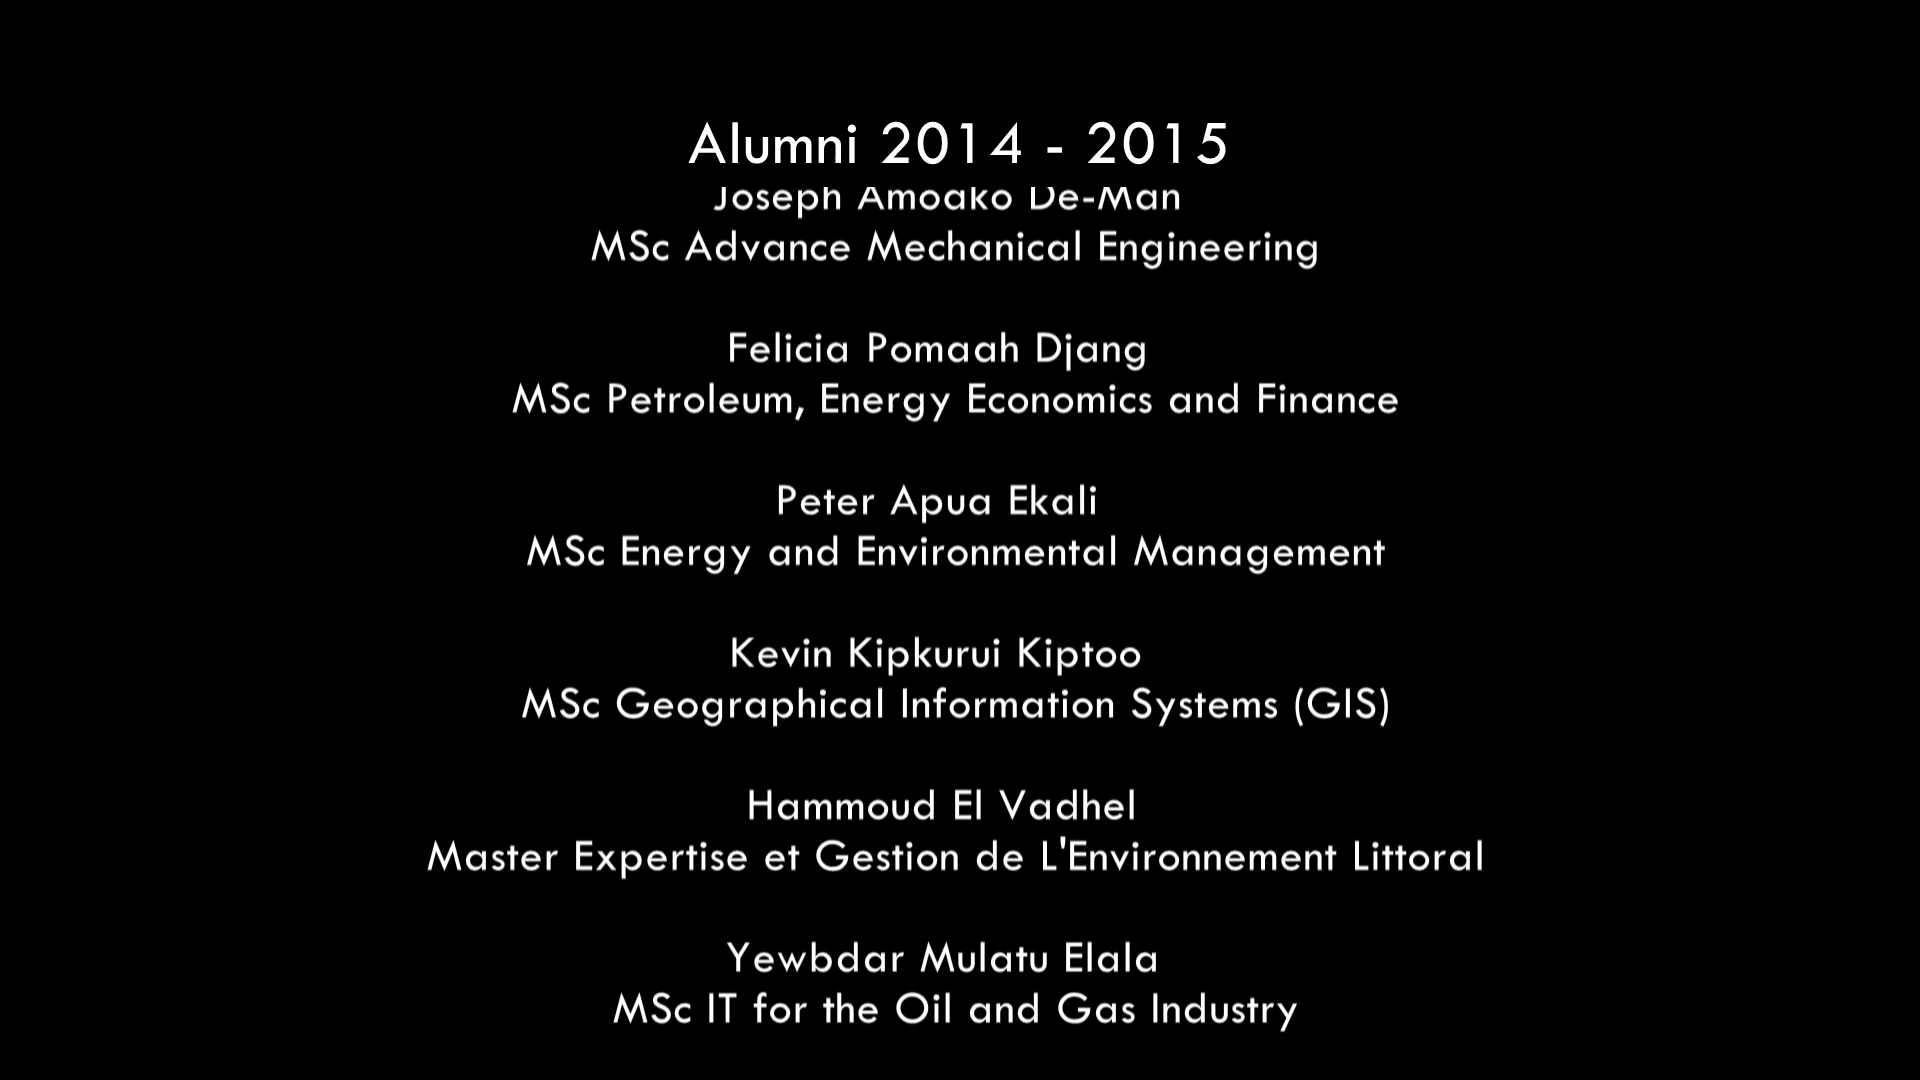 Alumni 2014 - 2015
Joseph Amoako De-Man
MSc Advance Mechanical Engineering
Felicia Pomaah Djang
MSc Petroleum, Energy Economics and Finance
Peter Apua Ekali
MSc Energy and Environmental Management
Kevin Kipkurui Kiptoo
MSc Geographical Information Systems (GIS)
Hammoud El Vadhel
Master Expertise et Gestion de L'Environnement Littoral
Yewbdar Mulatu Elala
MSc IT for the Oil and Gas Industry